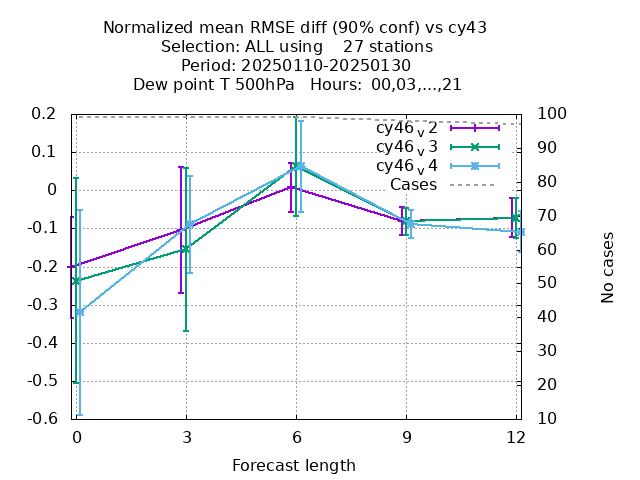 Normalized mean RMSE diff (90% conf) vs cy43
Selection: ALL using 27 stations
Period: 20250110-20250130
Dew point T 500hPa Hours: 00,03,...,21
cy46v2
cy46v3
cy46v4
Cases
0.2
0.1
0
-0.1
-0.2
-0.3
-0.4
-0.5
-0.6
100
90
80
70
60
50
40
30
20
10
No cases
0 3 6 9 12
Forecast length